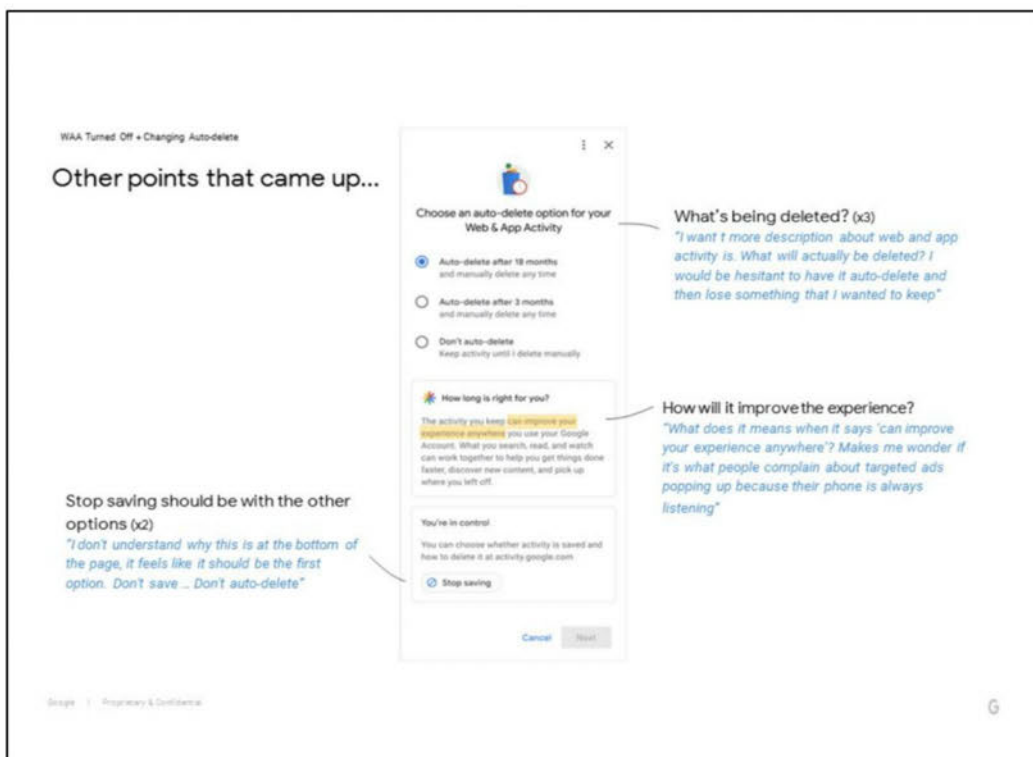 WAA Turned Off + Changing Auto-delete
Other points that came up...
Choose an auto-delete option for your
Web & App Activity
Auto-delete after 18 months
and manually delete any time
Auto-delete after 3 months
and manually delete any time
Don't auto-delete
Keep activity until I delete manually
How long is right for you?
The activity you keep can improve your
experience anywhere you use your Google
Account. What you search, read, and watch
can work together to help you get things done
faster, discover new content, and pick up
where you left off.
You're in control
You can choose whether activity is saved and
how to delete it at activity.google.com
Stop saving
Cancel
Next
What's being deleted? (x3)
"I want t more description about web and app
activity is. What will actually be deleted? I
would be hesitant to have it auto-delete and
then lose something that I wanted to keep"
How will it improve the experience?
"What does it means when it says 'can improve
your experience anywhere'? Makes me wonder if
it's what people complain about targeted ads
popping up because their phone is always
listening"
Stop saving should be with the other
options (x2)
"I don't understand why this is at the bottom of
the page, it feels like it should be the first
option. Don't save ... Don't auto-delete"
Google | Proprietary & Confidential
G